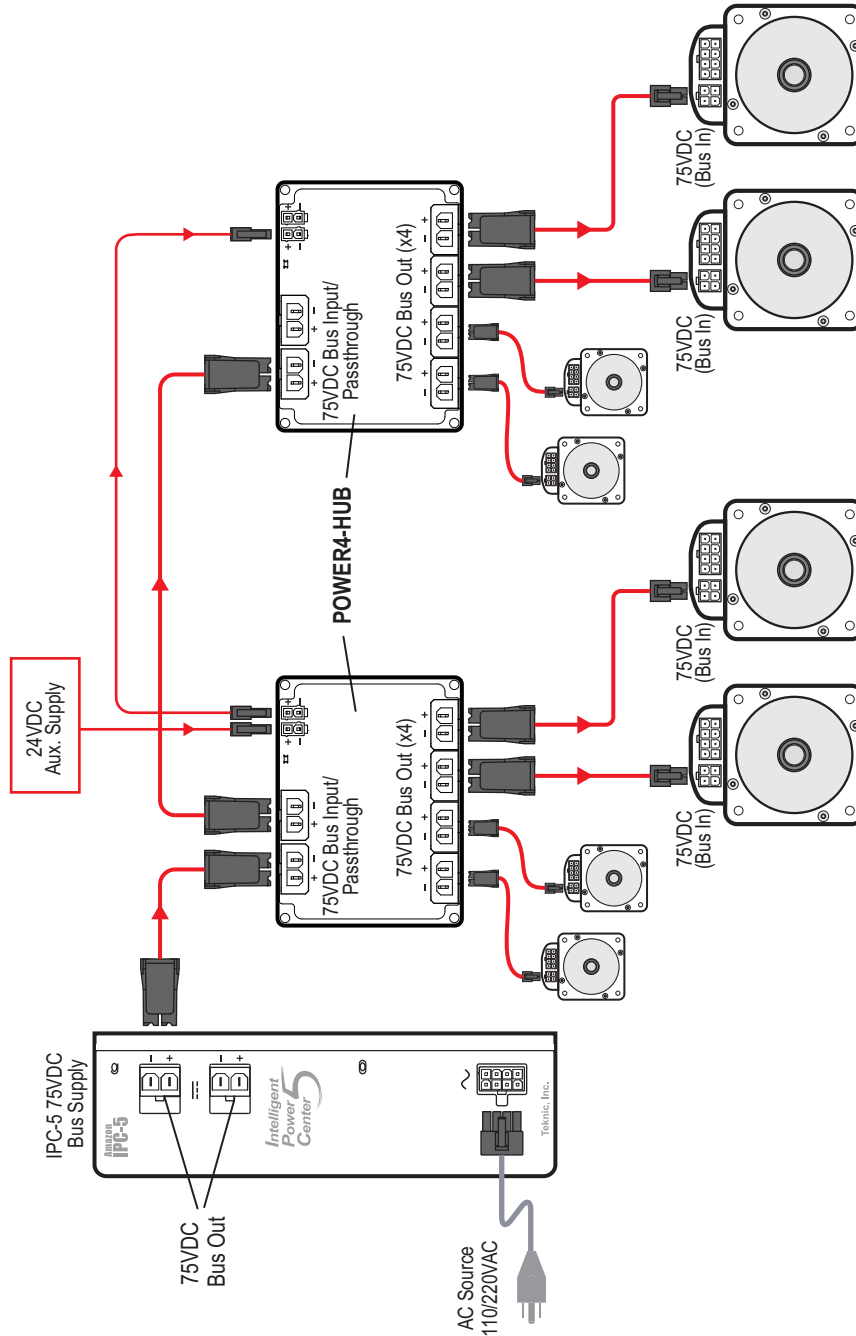 IPC-5 75VDC
Bus Supply
75VDC
Bus Out
Amazon
IPC-5
- +
- +
Intelligent
Power 5
Center
Teknic, Inc.
AC Source
110/220VAC
24VDC
Aux. Supply
POWER4-HUB
75VDC Bus Input/
Passthrough
+ - + -
+ -
+ -
75VDC Bus Out (x4)
- + - + - + - +
75VDC Bus Input/
Passthrough
+ - + -
+ -
+ -
75VDC Bus Out (x4)
- + - + - + - +
75VDC
(Bus In)
75VDC
(Bus In)
75VDC
(Bus In)
75VDC
(Bus In)